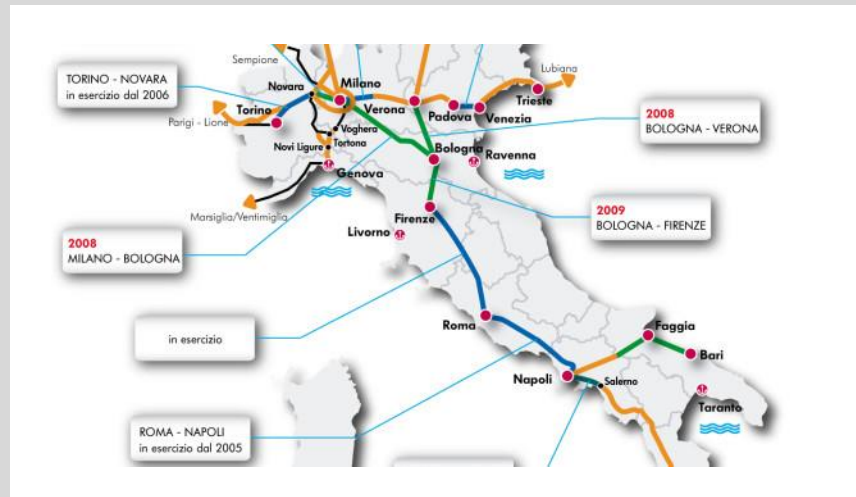 Sempione
TORINO - NOVARA
in esercizio dal 2006
Novara
Milano
Lubiana
Torino
Verona
Padova
Venezia
Trieste
Parigi - Lione
Voghera
Novi Ligure
Tortona
Genova
Bologna
Ravenna
2008
BOLOGNA - VERONA
Marsiglia/Ventimiglia
Firenze
Livorno
2009
BOLOGNA - FIRENZE
2008
MILANO - BOLOGNA
in esercizio
Roma
Faggia
Bari
Napoli
Salerno
Taranto
ROMA - NAPOLI
in esercizio dal 2005